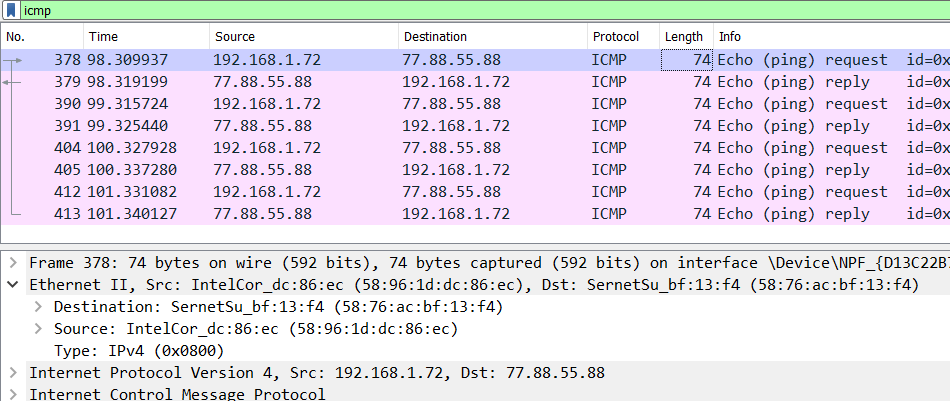 icmp
No. Time Source Destination Protocol Length Info
378 98.309937 192.168.1.72 77.88.55.88 ICMP 74 Echo (ping) request id=0x
379 98.319199 77.88.55.88 192.168.1.72 ICMP 74 Echo (ping) reply id=0x
390 99.315724 192.168.1.72 77.88.55.88 ICMP 74 Echo (ping) request id=0x
391 99.325440 77.88.55.88 192.168.1.72 ICMP 74 Echo (ping) reply id=0x
404 100.327928 192.168.1.72 77.88.55.88 ICMP 74 Echo (ping) request id=0x
405 100.337280 77.88.55.88 192.168.1.72 ICMP 74 Echo (ping) reply id=0x
412 101.331082 192.168.1.72 77.88.55.88 ICMP 74 Echo (ping) request id=0x
413 101.340127 77.88.55.88 192.168.1.72 ICMP 74 Echo (ping) reply id=0x
Frame 378: 74 bytes on wire (592 bits), 74 bytes captured (592 bits) on interface \Device\NPF_{D13C22B7
Ethernet II, Src: IntelCor_dc:86:ec (58:96:1d:dc:86:ec), Dst: SernetSu_bf:13:f4 (58:76:ac:bf:13:f4)
Destination: SernetSu_bf:13:f4 (58:76:ac:bf:13:f4)
Source: IntelCor_dc:86:ec (58:96:1d:dc:86:ec)
Type: IPv4 (0x0800)
Internet Protocol Version 4, Src: 192.168.1.72, Dst: 77.88.55.88
Internet Control Message Protocol